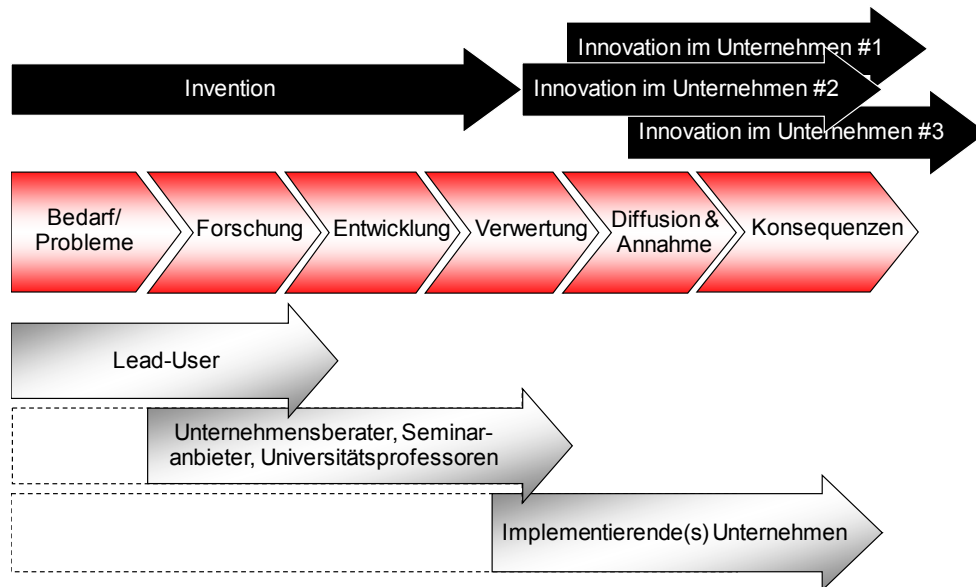 Innovation im Unternehmen #1
Invention
Innovation im Unternehmen #2
Innovation im Unternehmen #3
Bedarf/
Probleme
Forschung
Entwicklung
Verwertung
Diffusion &
Annahme
Konsequenzen
Lead-User
Unternehmensberater, Seminar-
anbieter, Universitätsprofessoren
Implementierende(s) Unternehmen